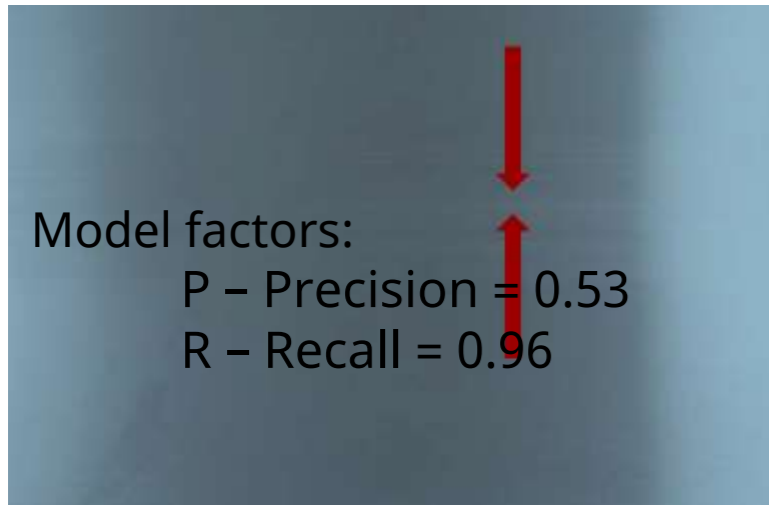 Model factors:
P – Precision = 0.53
R – Recall = 0.96